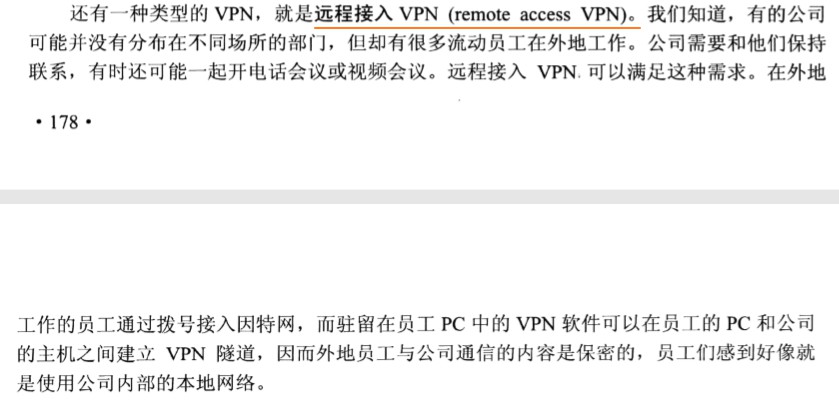 还有一种类型的 VPN，就是远程接入 VPN (remote access VPN)。我们知道，有的公司
可能并没有分布在不同场所的部门，但却有很多流动员工在外地工作。公司需要和他们保持
联系，有时还可能一起开电话会议或视频会议。远程接入 VPN 可以满足这种需求。在外地
• 178 •
工作的员工通过拨号接入因特网，而驻留在员工 PC 中的 VPN 软件可以在员工的 PC 和公司
的主机之间建立 VPN 隧道，因而外地员工与公司通信的内容是保密的，员工们感到好像就
是使用公司内部的本地网络。